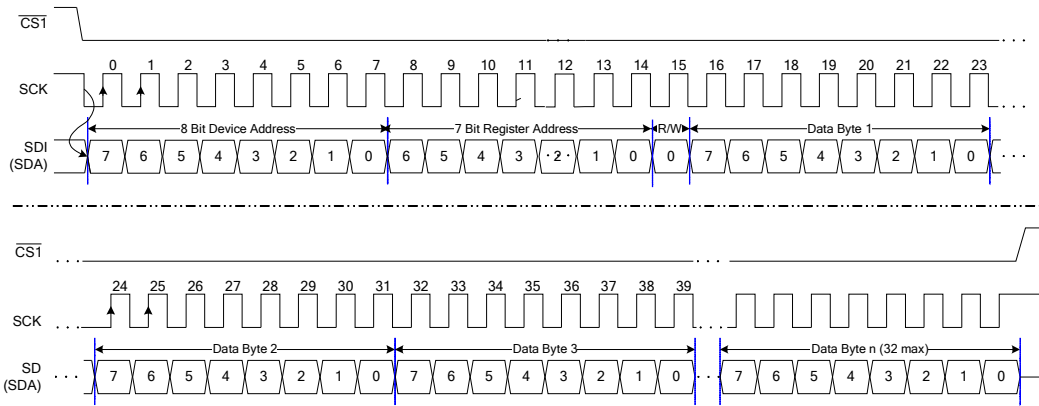 CS1
0 1 2 3 4 5 6 7 8 9 10 11 12 13 14 15 16 17 18 19 20 21 22 23
SCK
8 Bit Device Address 7 Bit Register Address R/W Data Byte 1
SDI
(SDA)
7 6 5 4 3 2 1 0 6 5 4 3 2 1 0 0 7 6 5 4 3 2 1 0
CS1
24 25 26 27 28 29 30 31 32 33 34 35 36 37 38 39
SCK
Data Byte 2 Data Byte 3 Data Byte n (32 max)
SD
(SDA)
7 6 5 4 3 2 1 0 7 6 5 4 3 2 1 0 7 6 5 4 3 2 1 0